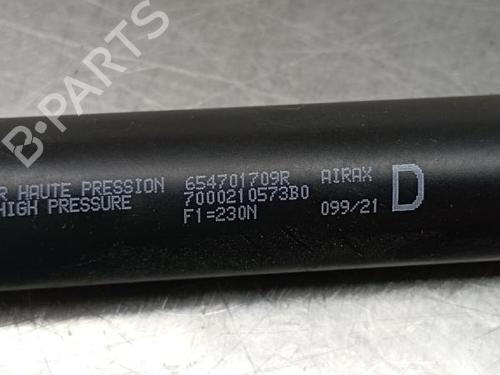 B-PARTS
R HAUTE PRESSION 654701709R AIRAX D
HIGH PRESSURE 7000210573B0
F1=230N 099/21